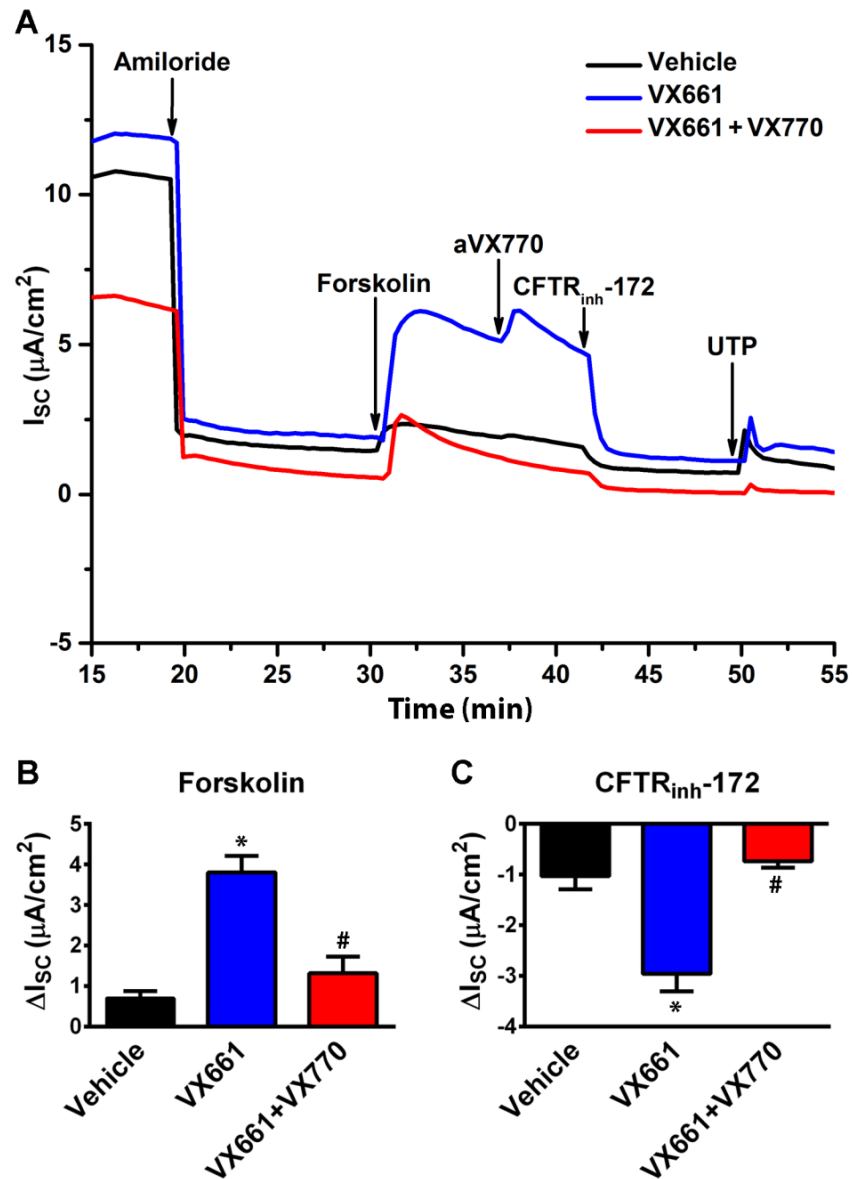 A
Vehicle
VX661
VX661 + VX770
Amiloride
Forskolin
aVX770
CFTRinh-172
UTP
ISC (µA/cm2)
15
10
5
0
-5
15 20 25 30 35 40 45 50 55
Time (min)
B
Forskolin
ΔISC (µA/cm2)
5
4
3
2
1
0
*
#
Vehicle
VX661
VX661+VX770
C
CFTRinh-172
ΔISC (µA/cm2)
0
-1
-2
-3
-4
*
#
Vehicle
VX661
VX661+VX770